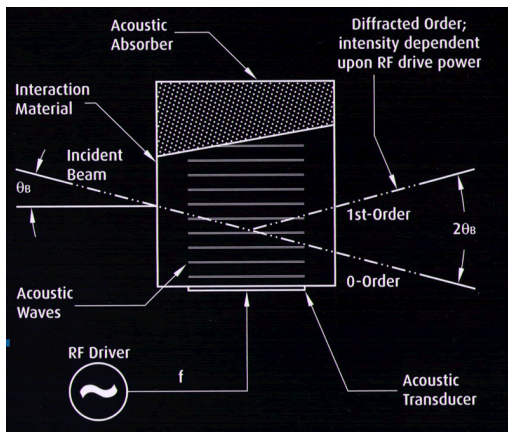 Acoustic
Absorber
Diffracted Order;
intensity dependent
upon RF drive power
Interaction
Material
Incident
Beam
θB
1st-Order
2θB
0-Order
Acoustic
Waves
RF Driver
f
Acoustic
Transducer